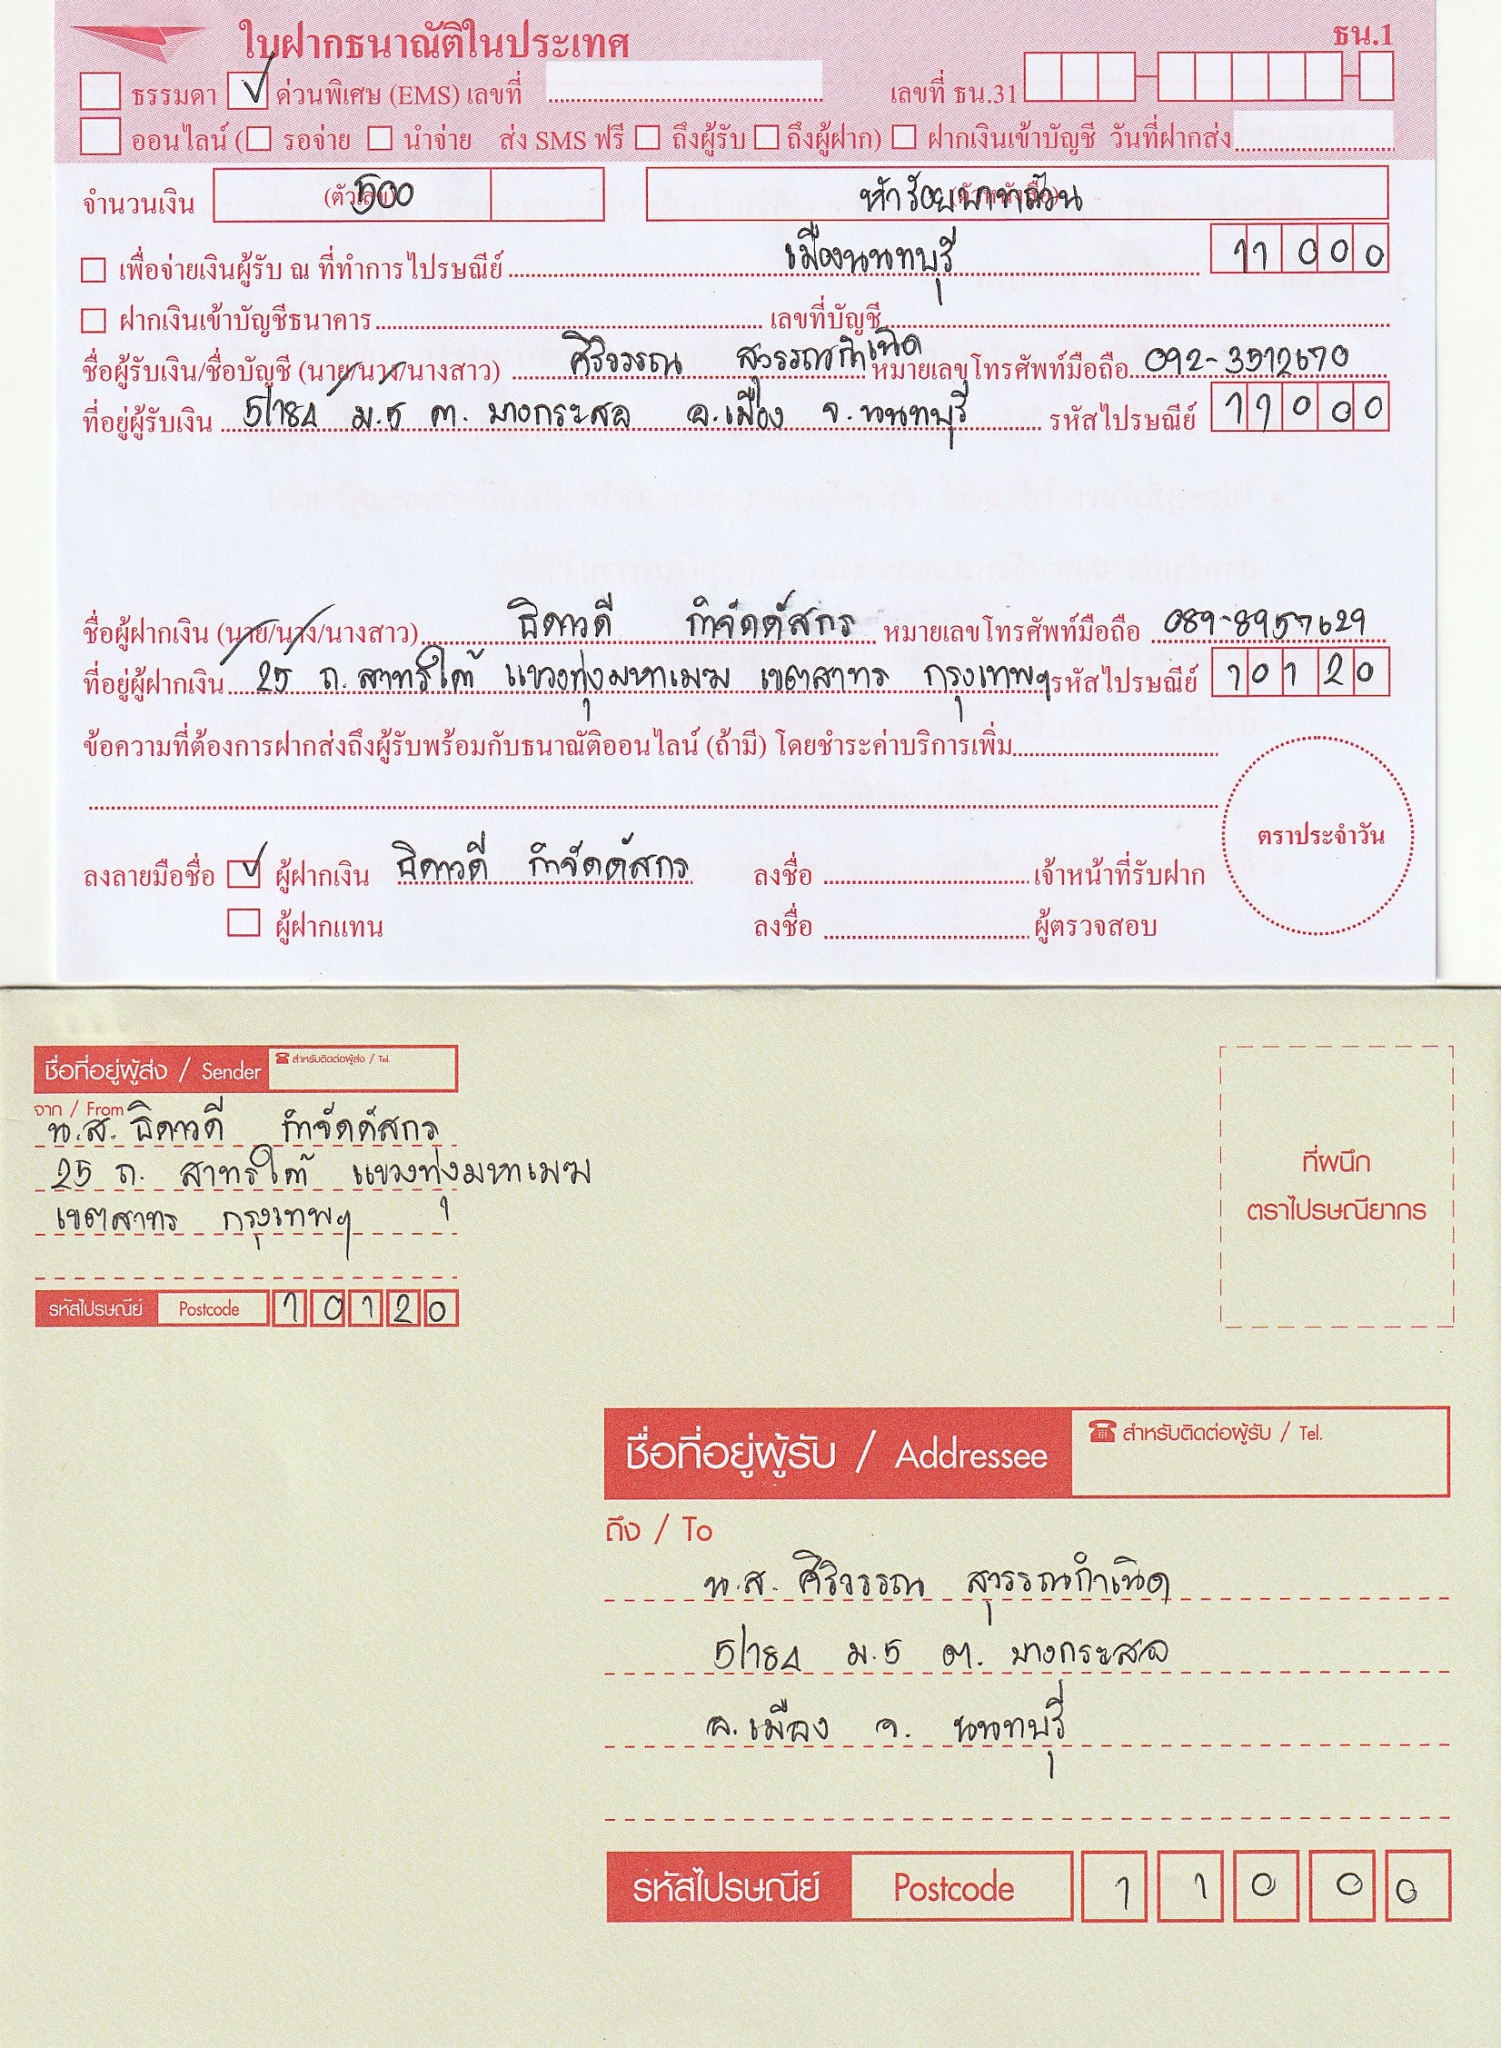 ใบฝากธนาณัติในประเทศ ธน.1
ธรรมดา ด่วนพิเศษ (EMS) เลขที่ เลขที่ ธน.31
ออนไลน์ ( รอจ่าย นำจ่าย ส่ง SMS ฟรี ถึงผู้รับ ถึงผู้ฝาก) ฝากเงินเข้าบัญชี วันที่ฝากส่ง
จำนวนเงิน (ตัวเลข) 500 ห้าร้อยบาทถ้วน
เพื่อจ่ายเงินผู้รับ ณ ที่ทำการไปรษณีย์ เมืองนนทบุรี 11000
ฝากเงินเข้าบัญชีธนาคาร เลขที่บัญชี
ชื่อผู้รับเงิน/ชื่อบัญชี (นาย/นาง/นางสาว) ศิริวรรณ สุวรรณกำเนิด หมายเลขโทรศัพท์มือถือ 092-3512670
ที่อยู่ผู้รับเงิน 5/184 ม.5 ต. บางกระสอ อ.เมือง จ.นนทบุรี รหัสไปรษณีย์ 11000
ชื่อผู้ฝากเงิน (นาย/นาง/นางสาว) ธิดาวดี กำจัดดัสกร หมายเลขโทรศัพท์มือถือ 089-8957629
ที่อยู่ผู้ฝากเงิน 25 ถ. สาทรใต้ แขวงทุ่งมหาเมฆ เขตสาทร กรุงเทพฯ รหัสไปรษณีย์ 10120
ข้อความที่ต้องการฝากส่งถึงผู้รับพร้อมกับธนาณัติออนไลน์ (ถ้ามี) โดยชำระค่าบริการเพิ่ม
ตราประจำวัน
ลงลายมือชื่อ ผู้ฝากเงิน ธิดาวดี กำจัดดัสกร ลงชื่อ เจ้าหน้าที่รับฝาก
ผู้ฝากแทน ลงชื่อ ผู้ตรวจสอบ
ชื่อที่อยู่ผู้ส่ง / Sender สำหรับติดต่อผู้ส่ง / Tel.
จาก / From
น.ส. ธิดาวดี กำจัดดัสกร
25 ถ. สาทรใต้ แขวงทุ่งมหาเมฆ
เขตสาทร กรุงเทพฯ
รหัสไปรษณีย์ Postcode 10120
ที่ผนึก
ตราไปรษณียากร
ชื่อที่อยู่ผู้รับ / Addressee สำหรับติดต่อผู้รับ / Tel.
ถึง / To
น.ส. ศิริวรรณ สุวรรณกำเนิด
5/184 ม.5 ต. บางกระสอ
อ.เมือง จ. นนทบุรี
รหัสไปรษณีย์ Postcode 11000